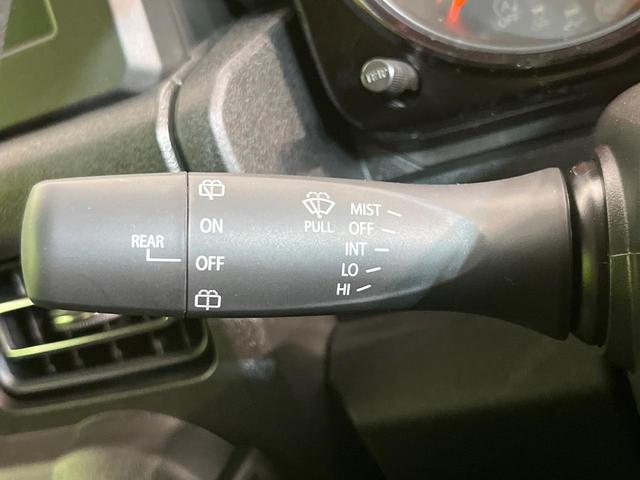 REAR
ON
OFF
PULL
MIST
OFF
INT
LO
HI